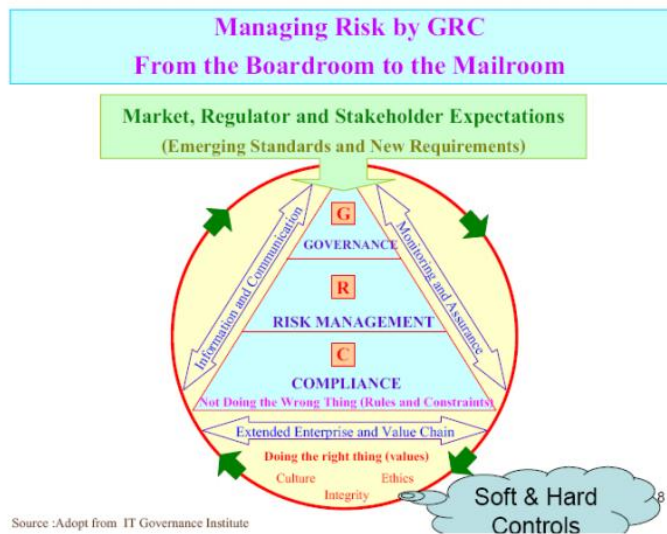 Managing Risk by GRC
From the Boardroom to the Mailroom
Market, Regulator and Stakeholder Expectations
(Emerging Standards and New Requirements)
G
GOVERNANCE
Information and Communication
Monitoring and Assurance
R
RISK MANAGEMENT
C
COMPLIANCE
Not Doing the Wrong Thing (Rules and Constraints)
Extended Enterprise and Value Chain
Doing the right thing (values)
Culture
Ethics
Integrity
Soft & Hard
Controls
8
Source :Adopt from IT Governance Institute